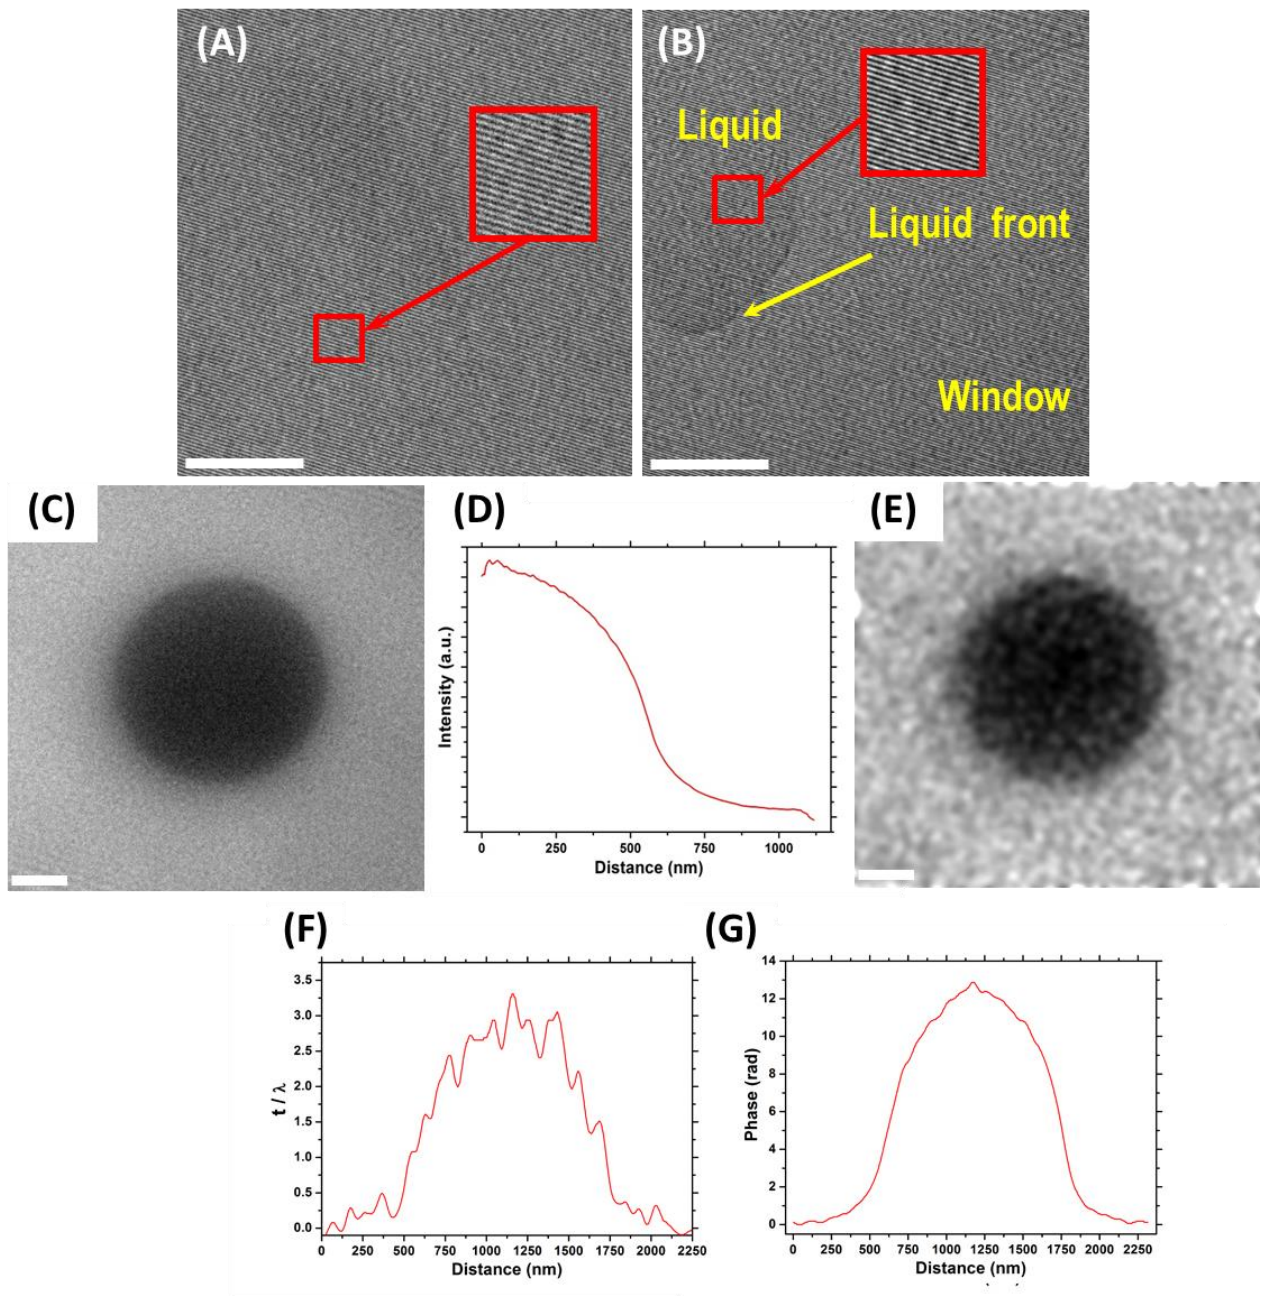 (A)
(B)
Liquid
Liquid front
Window
(C)
(D)
Intensity (a.u.)
0 250 500 750 1000
Distance (nm)
(E)
(F)
3.5
3.0
2.5
2.0
1.5
1.0
0.5
0.0
t / λ
0 250 500 750 1000 1250 1500 1750 2000 2250
Distance (nm)
(G)
14
12
10
8
6
4
2
0
Phase (rad)
0 250 500 750 1000 1250 1500 1750 2000 2250
Distance (nm)